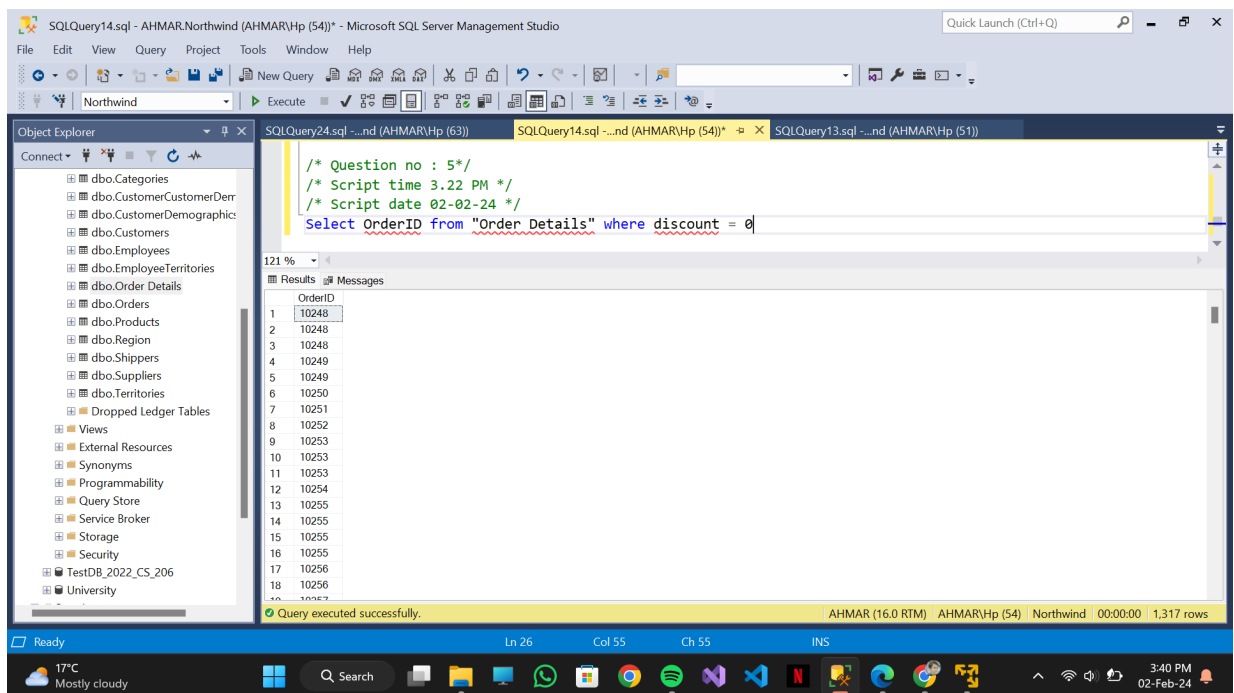 SQLQuery14.sql - AHMAR.Northwind (AHMAR\Hp (54))* - Microsoft SQL Server Management Studio
Quick Launch (Ctrl+Q)
File Edit View Query Project Tools Window Help
New Query
Northwind
Execute
Object Explorer
Connect
dbo.Categories
dbo.CustomerCustomerDem
dbo.CustomerDemographics
dbo.Customers
dbo.Employees
dbo.EmployeeTerritories
dbo.Order Details
dbo.Orders
dbo.Products
dbo.Region
dbo.Shippers
dbo.Suppliers
dbo.Territories
Dropped Ledger Tables
Views
External Resources
Synonyms
Programmability
Query Store
Service Broker
Storage
Security
TestDB_2022_CS_206
University
SQLQuery24.sql -...nd (AHMAR\Hp (63)) SQLQuery14.sql -...nd (AHMAR\Hp (54))* SQLQuery13.sql -...nd (AHMAR\Hp (51))
/* Question no : 5*/
/* Script time 3.22 PM */
/* Script date 02-02-24 */
Select OrderID from "Order Details" where discount = 0
121 %
Results Messages
OrderID
1 10248
2 10248
3 10248
4 10249
5 10249
6 10250
7 10251
8 10252
9 10253
10 10253
11 10253
12 10254
13 10255
14 10255
15 10255
16 10255
17 10256
18 10256
19 10257
Query executed successfully. AHMAR (16.0 RTM) AHMAR\Hp (54) Northwind 00:00:00 1,317 rows
Ready Ln 26 Col 55 Ch 55 INS
17°C
Mostly cloudy
Search
3:40 PM
02-Feb-24